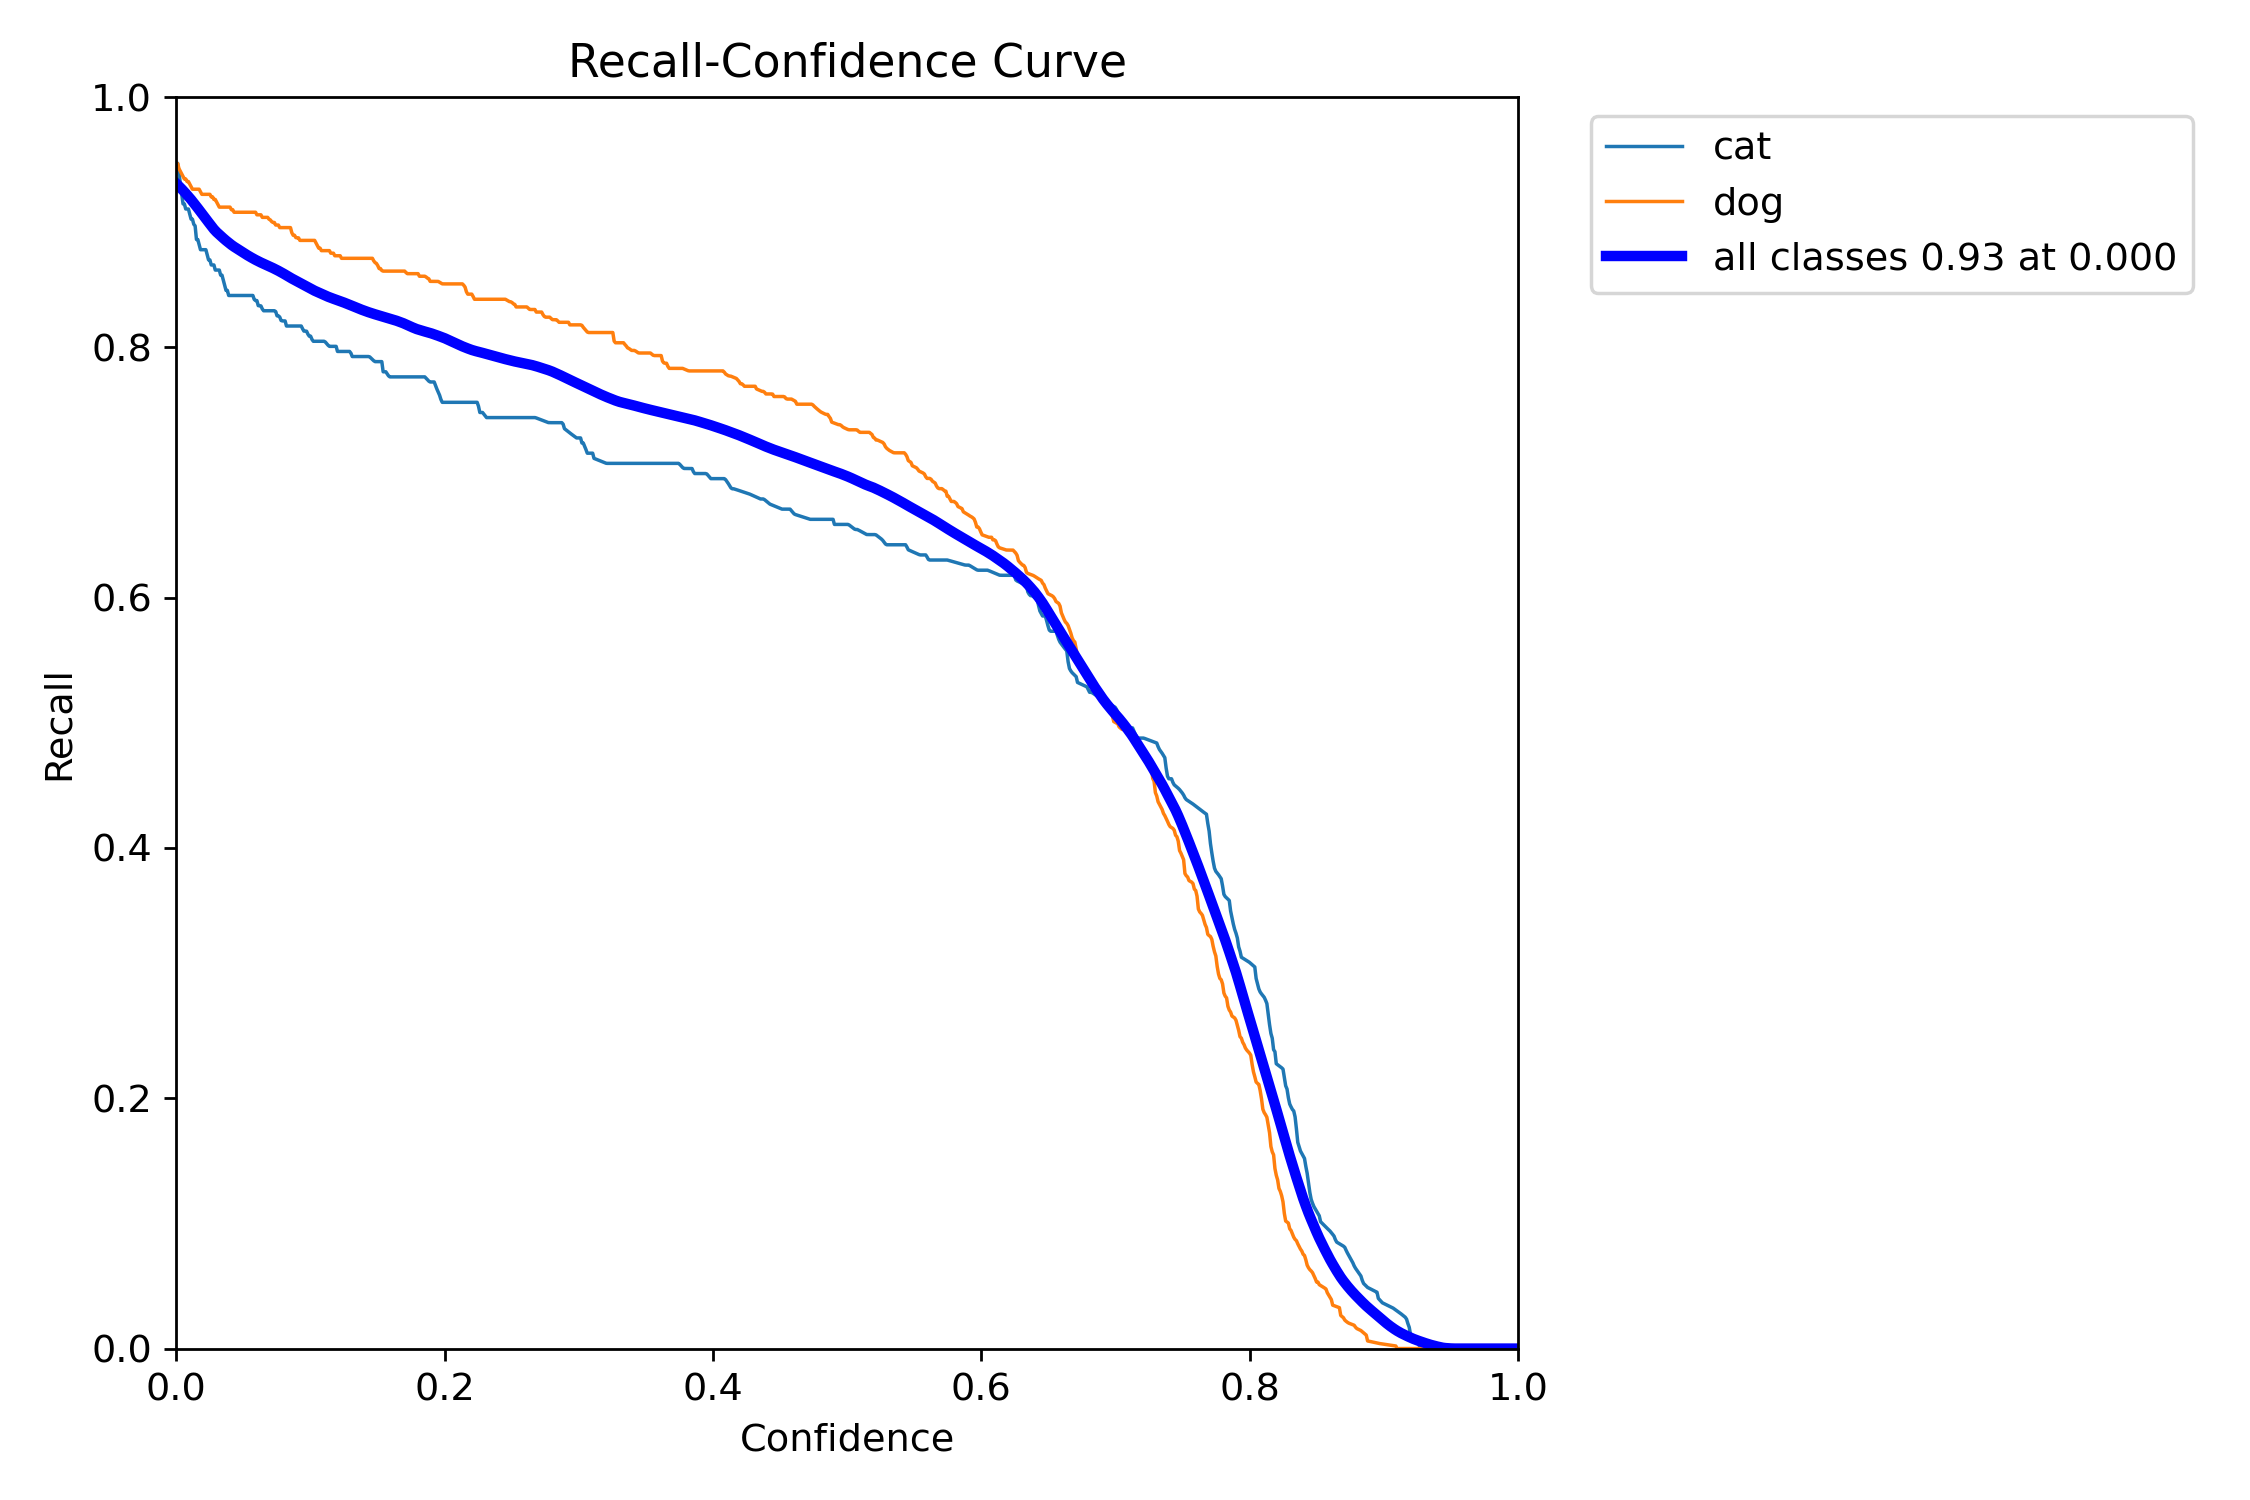 Recall-Confidence Curve
1.0
0.8
0.6
0.4
0.2
0.0
Recall
0.0 0.2 0.4 0.6 0.8 1.0
Confidence
cat
dog
all classes 0.93 at 0.000